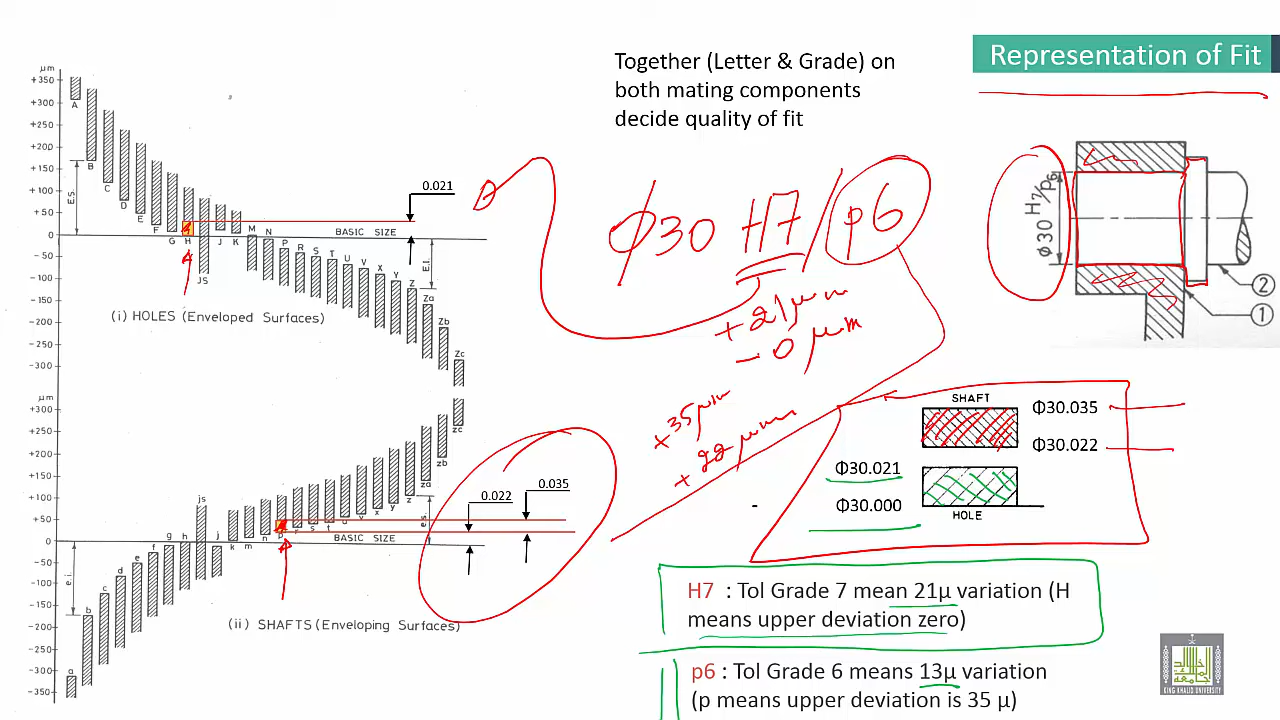 Representation of Fit
Together (Letter & Grade) on
both mating components
decide quality of fit
µm
+350
+300
+250
+200
+150
+100
+50
0
-50
-100
-150
-200
-250
-300
A
B
C
D
E
F
G
H
JS
J
K
M
N
P
R
S
T
U
V
X
Y
Z
Za
Zb
Zc
E.s.
E.I.
0.021
BASIC SIZE
(i) HOLES (Enveloped Surfaces)
µm
+300
+250
+200
+150
+100
+50
0
-50
-100
-150
-200
-250
-300
-350
a
b
c
d
e
f
g
h
js
j
k
m
n
p
r
s
t
u
v
x
y
z
za
zb
zc
e.i.
e.s.
0.022
0.035
BASIC SIZE
(ii) SHAFTS (Enveloping Surfaces)
Φ30 H7/p6
+21µm
-0µm
+35µm
+22µm
ϕ30 H7/p6
2
1
SHAFT
Φ30.035
Φ30.022
Φ30.021
Φ30.000
HOLE
-
H7 : Tol Grade 7 mean 21µ variation (H
means upper deviation zero)
p6 : Tol Grade 6 means 13µ variation
(p means upper deviation is 35 µ)
KING KHALID UNIVERSITY